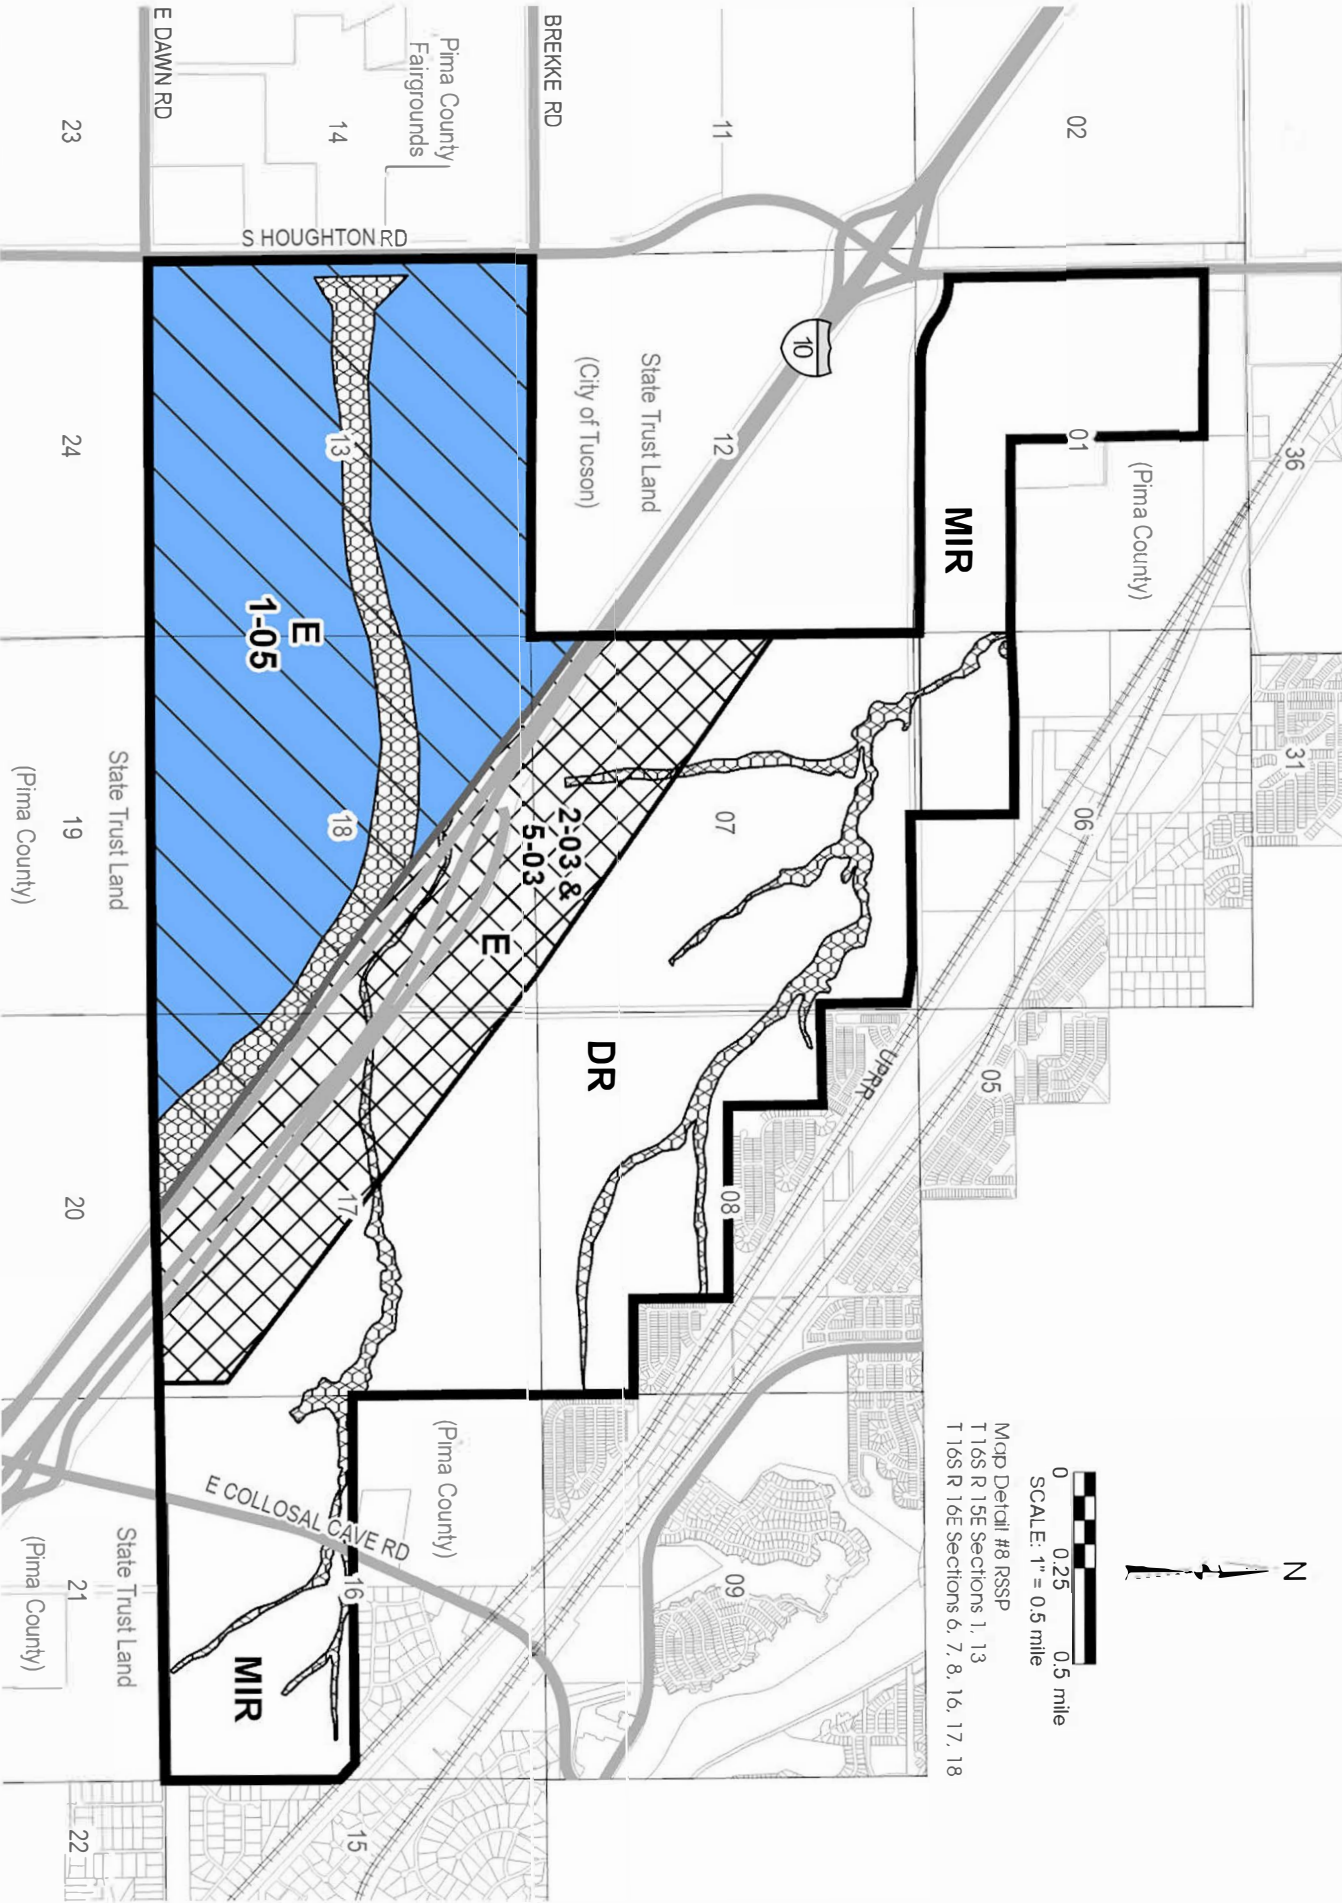 N
0 0.25 0.5 mile
SCALE: 1" = 0.5 mile
Map Detail #8 RSSP
T 16S R 15E Sections 1, 13
T 16S R 16E Sections 6, 7, 8, 16, 17, 18
36
31
02
01
(Pima County)
06
05
MIR
UPRR
11
12
07
08
09
10
State Trust Land
(City of Tucson)
DR
BREKKE RD
2-03 &
5-03
E
Pima County
Fairgrounds
14
S HOUGHTON RD
13
18
17
16
15
(Pima County)
E COLLOSAL CAVE RD
E
1-05
MIR
E DAWN RD
23
24
State Trust Land
19
(Pima County)
20
State Trust Land
21
(Pima County)
22